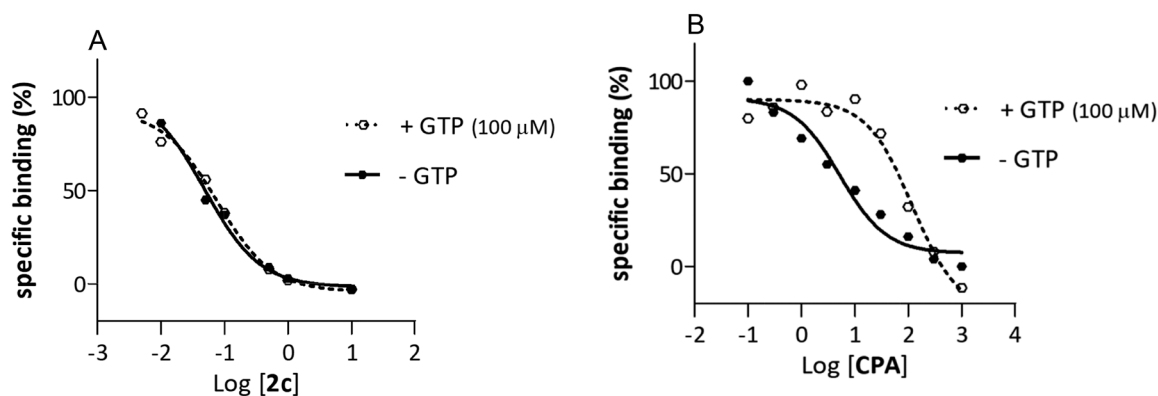 A
specific binding (%)
100
50
0
-3 -2 -1 0 1 2
Log [2c]
+ GTP (100 μM)
- GTP
B
specific binding (%)
100
50
0
-2 -1 0 1 2 3 4
Log [CPA]
+ GTP (100 μM)
- GTP